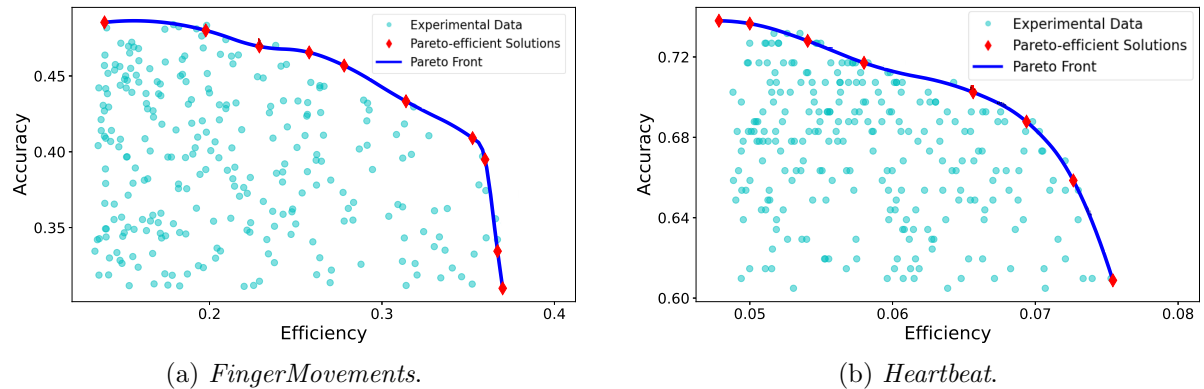 Experimental Data
Pareto-efficient Solutions
Pareto Front
Accuracy
0.45
0.40
0.35
0.2
0.3
0.4
Efficiency
(a) FingerMovements.
Experimental Data
Pareto-efficient Solutions
Pareto Front
Accuracy
0.72
0.68
0.64
0.60
0.05
0.06
0.07
0.08
Efficiency
(b) Heartbeat.